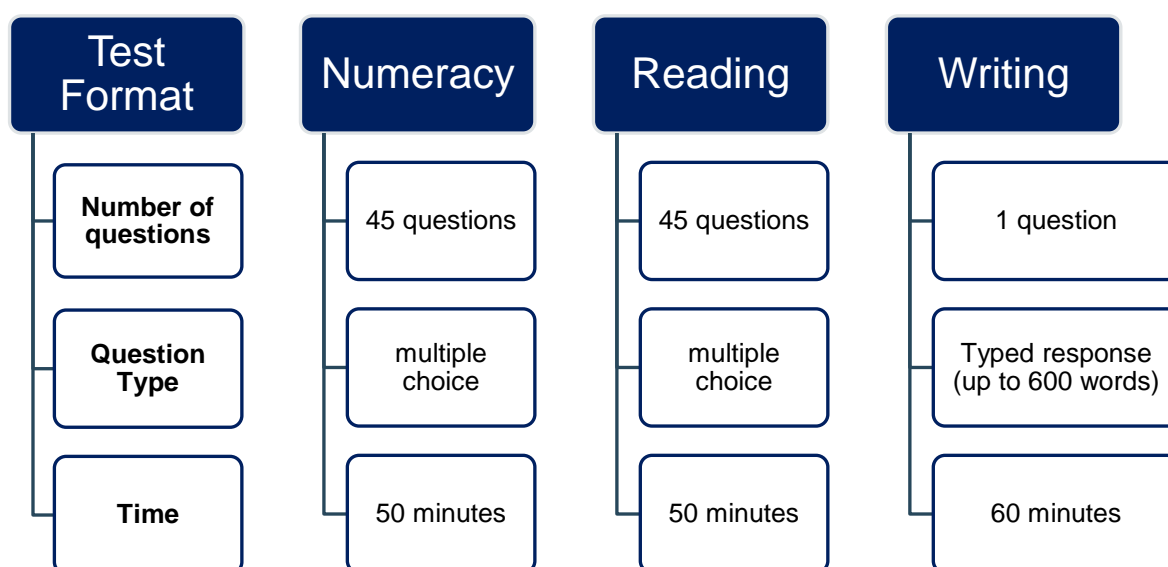 Test
Format
Number of
questions
Question
Type
Time
Numeracy
45 questions
multiple
choice
50 minutes
Reading
45 questions
multiple
choice
50 minutes
Writing
1 question
Typed response
(up to 600 words)
60 minutes